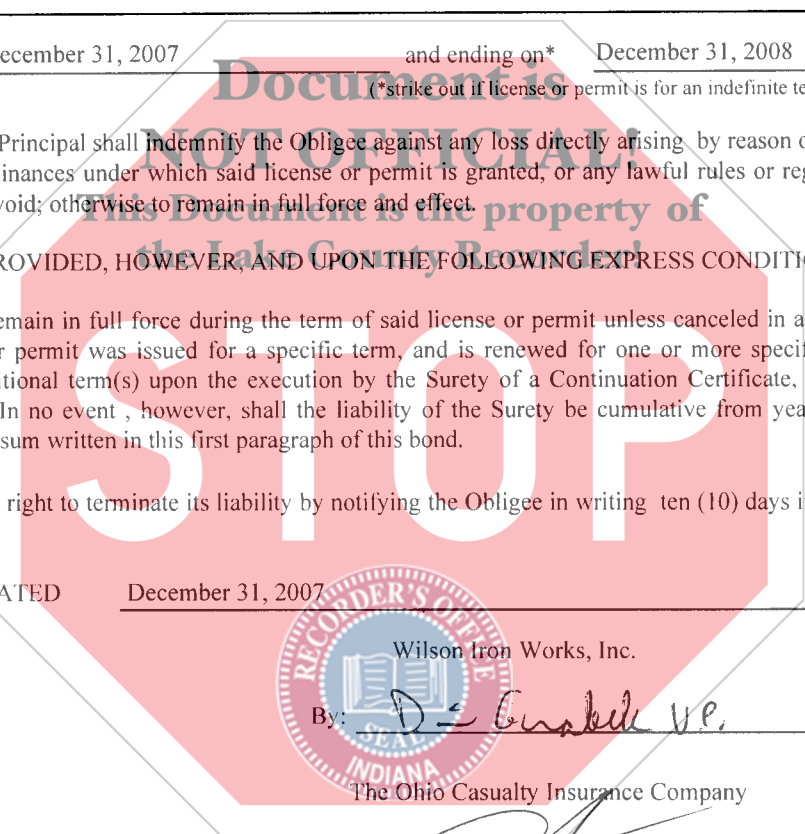 ecember 31, 2007 and ending on* December 31, 2008
Document is
(*strike out if license or permit is for an indefinite te
Principal shall indemnify the Obligee against any loss directly arising by reason o
NOT OFFICIAL!
inances under which said license or permit is granted, or any lawful rules or reg
void; otherwise to remain in full force and effect.
This Document is the property of
the Lake County Recorder!
ROVIDED, HOWEVER, AND UPON THE FOLLOWING EXPRESS CONDITI
emain in full force during the term of said license or permit unless canceled in a
r permit was issued for a specific term, and is renewed for one or more specif
itional term(s) upon the execution by the Surety of a Continuation Certificate,
In no event , however, shall the liability of the Surety be cumulative from yea
sum written in this first paragraph of this bond.
STOP
right to terminate its liability by notifying the Obligee in writing ten (10) days i
ATED December 31, 2007
RECORDER'S OFFICE
SEAL
INDIANA
Wilson Iron Works, Inc.
By: V.P.
The Ohio Casualty Insurance Company